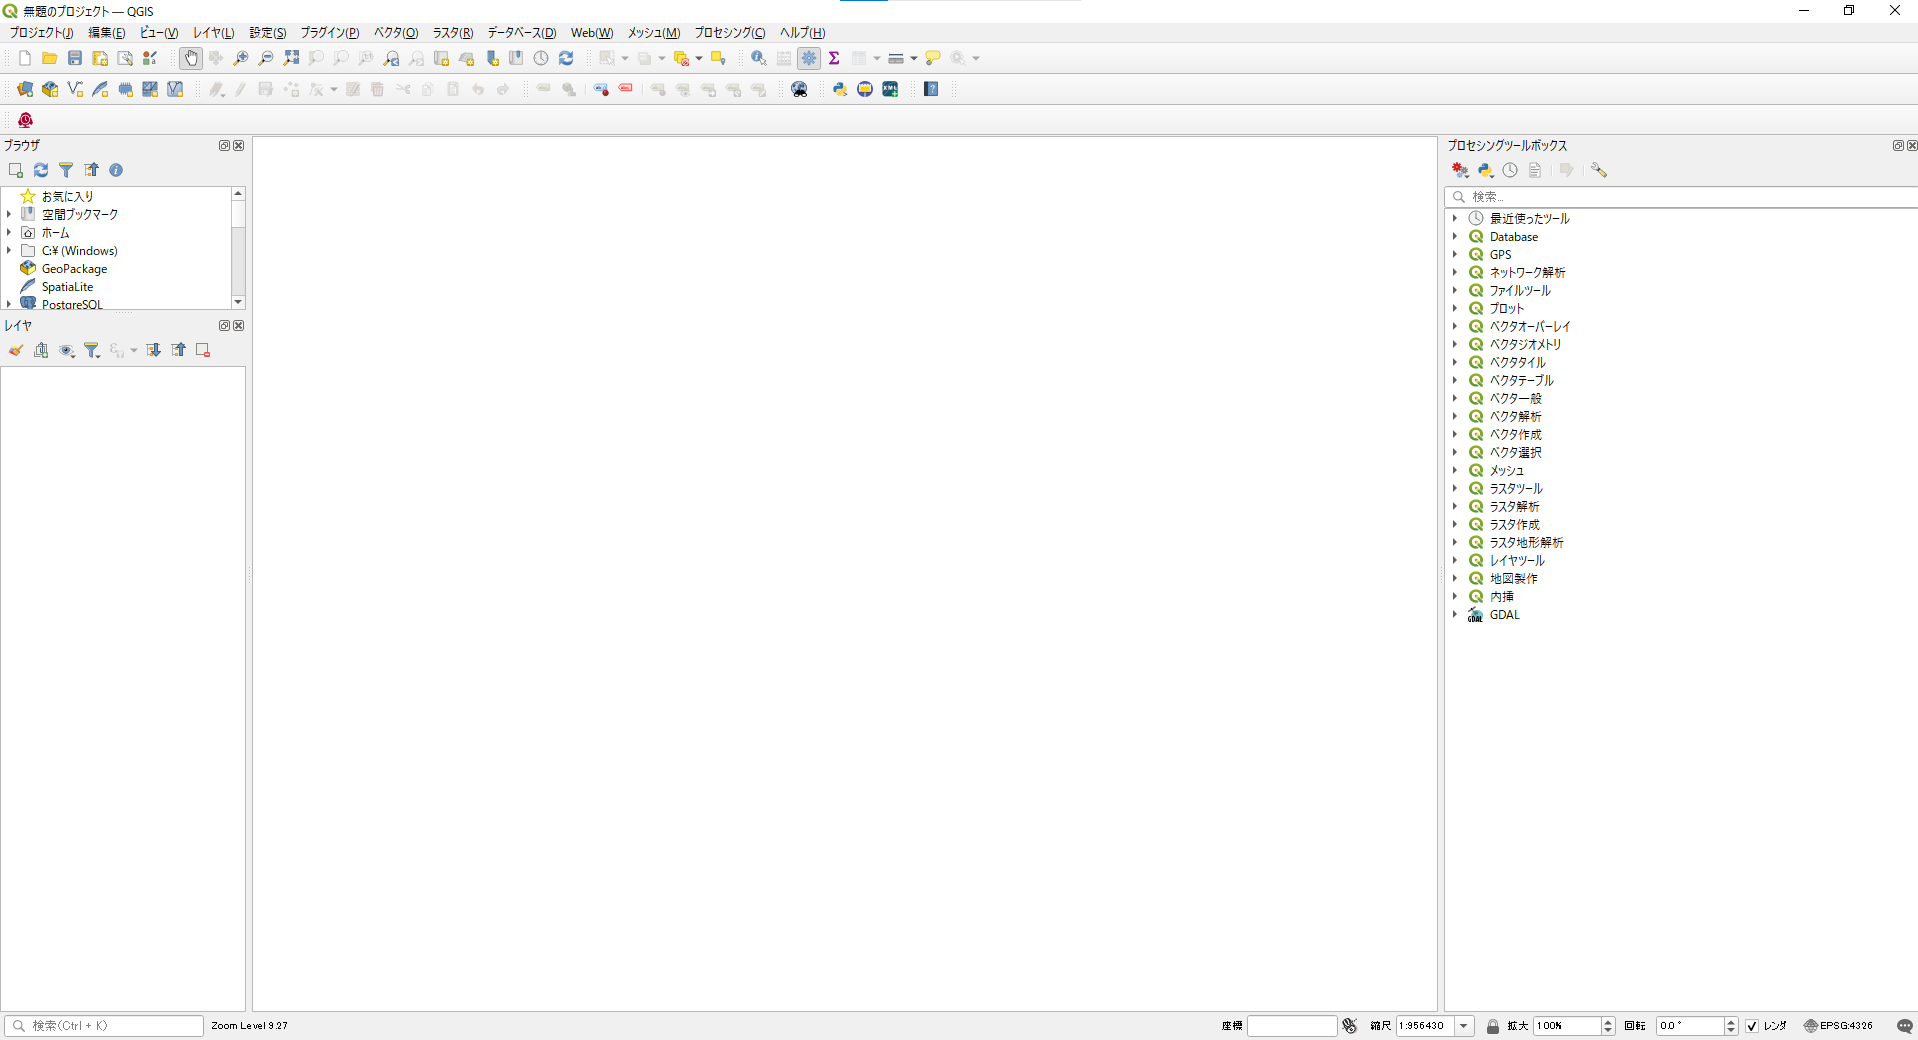 無題のプロジェクト — QGIS
プロジェクト(J) 編集(E) ビュー(V) レイヤ(L) 設定(S) プラグイン(P) ベクタ(O) ラスタ(R) データベース(D) Web(W) メッシュ(M) プロセシング(C) ヘルプ(H)
ブラウザ
お気に入り
空間ブックマーク
ホーム
C:¥ (Windows)
GeoPackage
SpatiaLite
PostgreSQL
レイヤ
プロセシングツールボックス
検索...
最近使ったツール
Database
GPS
ネットワーク解析
ファイルツール
プロット
ベクタオーバーレイ
ベクタジオメトリ
ベクタタイル
ベクタテーブル
ベクタ一般
ベクタ解析
ベクタ作成
ベクタ選択
メッシュ
ラスタツール
ラスタ解析
ラスタ作成
ラスタ地形解析
レイヤツール
地図製作
内挿
GDAL
検索(Ctrl + K) Zoom Level 9.27 座標 縮尺 1:956430 拡大 100% 回転 0.0 ° レンダ EPSG:4326